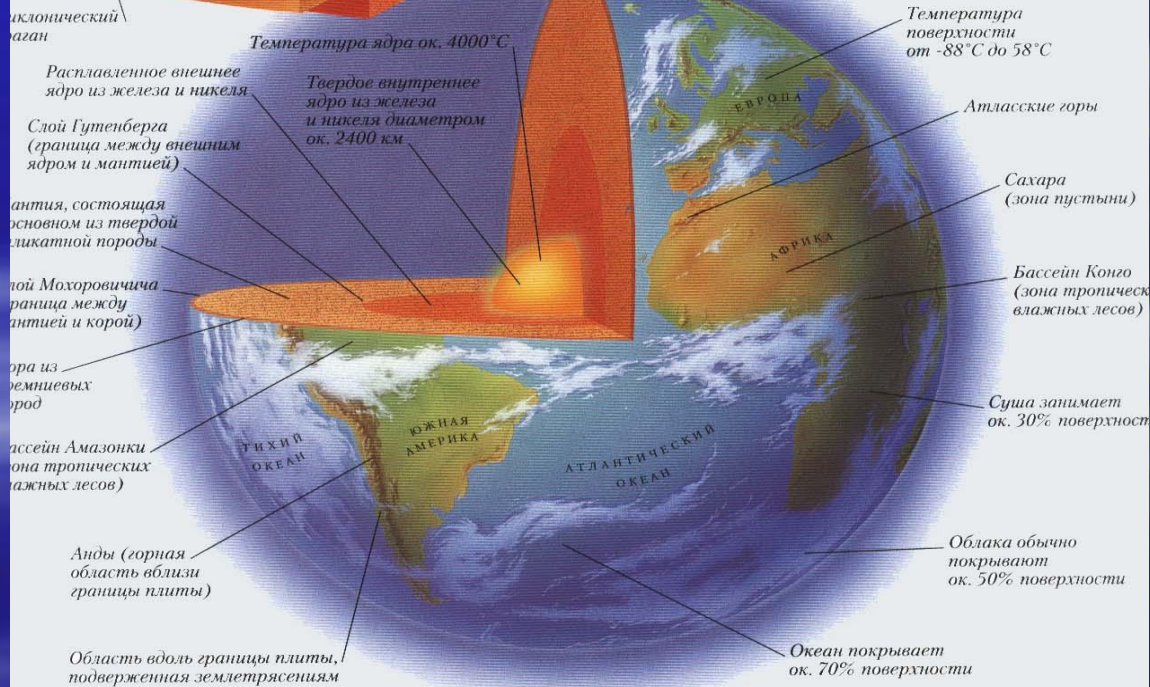 иклонический
раган
Температура ядра ок. 4000°C
Расплавленное внешнее
ядро из железа и никеля
Твердое внутреннее
ядро из железа
и никеля диаметром
ок. 2400 км
Слой Гутенберга
(граница между внешним
ядром и мантией)
антия, состоящая
основном из твердой
ликатной породы
лой Мохоровичича
раница между
антией и корой)
ора из
ремниевых
ород
ассейн Амазонки
она тропических
лажных лесов)
Анды (горная
область вблизи
границы плиты)
Область вдоль границы плиты,
подверженная землетрясениям
ТИХИЙ
ОКЕАН
ЮЖНАЯ
АМЕРИКА
АТЛАНТИЧЕСКИЙ
ОКЕАН
ЕВРОПА
АФРИКА
Температура
поверхности
от -88°C до 58°C
Атласские горы
Сахара
(зона пустыни)
Бассейн Конго
(зона тропическ
влажных лесов)
Суша занимает
ок. 30% поверхност
Облака обычно
покрывают
ок. 50% поверхности
Океан покрывает
ок. 70% поверхности